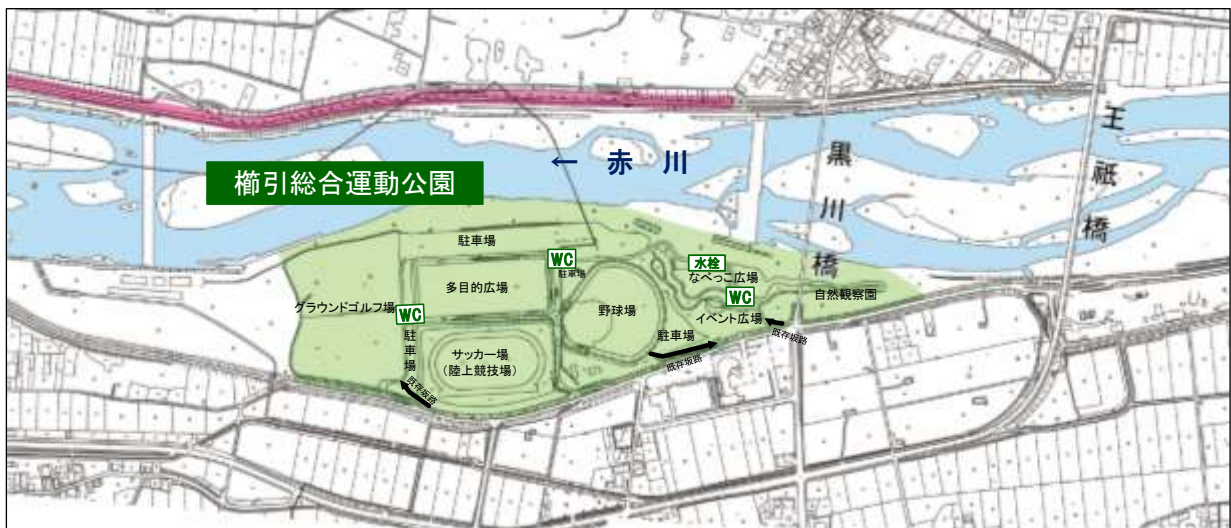 櫛引総合運動公園
← 赤 川
黒川橋
王祗橋
駐車場
WC
駐車場
水栓
なべっこ広場
WC
自然観察園
多目的広場
グラウンドゴルフ場
WC
野球場
イベント広場
既存坂路
駐車場
駐車場
既存坂路
サッカー場
(陸上競技場)
既存坂路